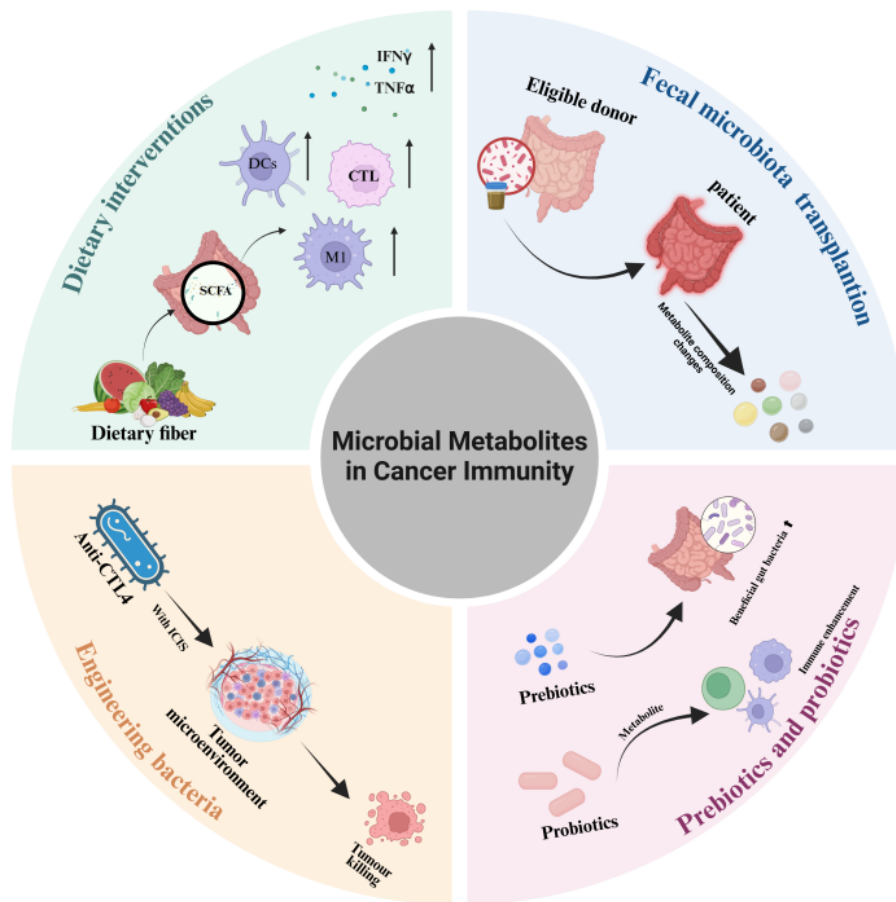 Dietary interventions
IFNγ
TNFα
DCs
CTL
M1
SCFA
Dietary fiber
Fecal microbiota transplantion
Eligible donor
patient
Metabolite composition
changes
Microbial Metabolites
in Cancer Immunity
Engineering bacteria
Anti-CTL4
With ICIS
Tumor
microenvironment
Tumour
killing
Prebiotics and probiotics
Beneficial gut bacteria
Prebiotics
Immune enhancement
Metabolite
Probiotics